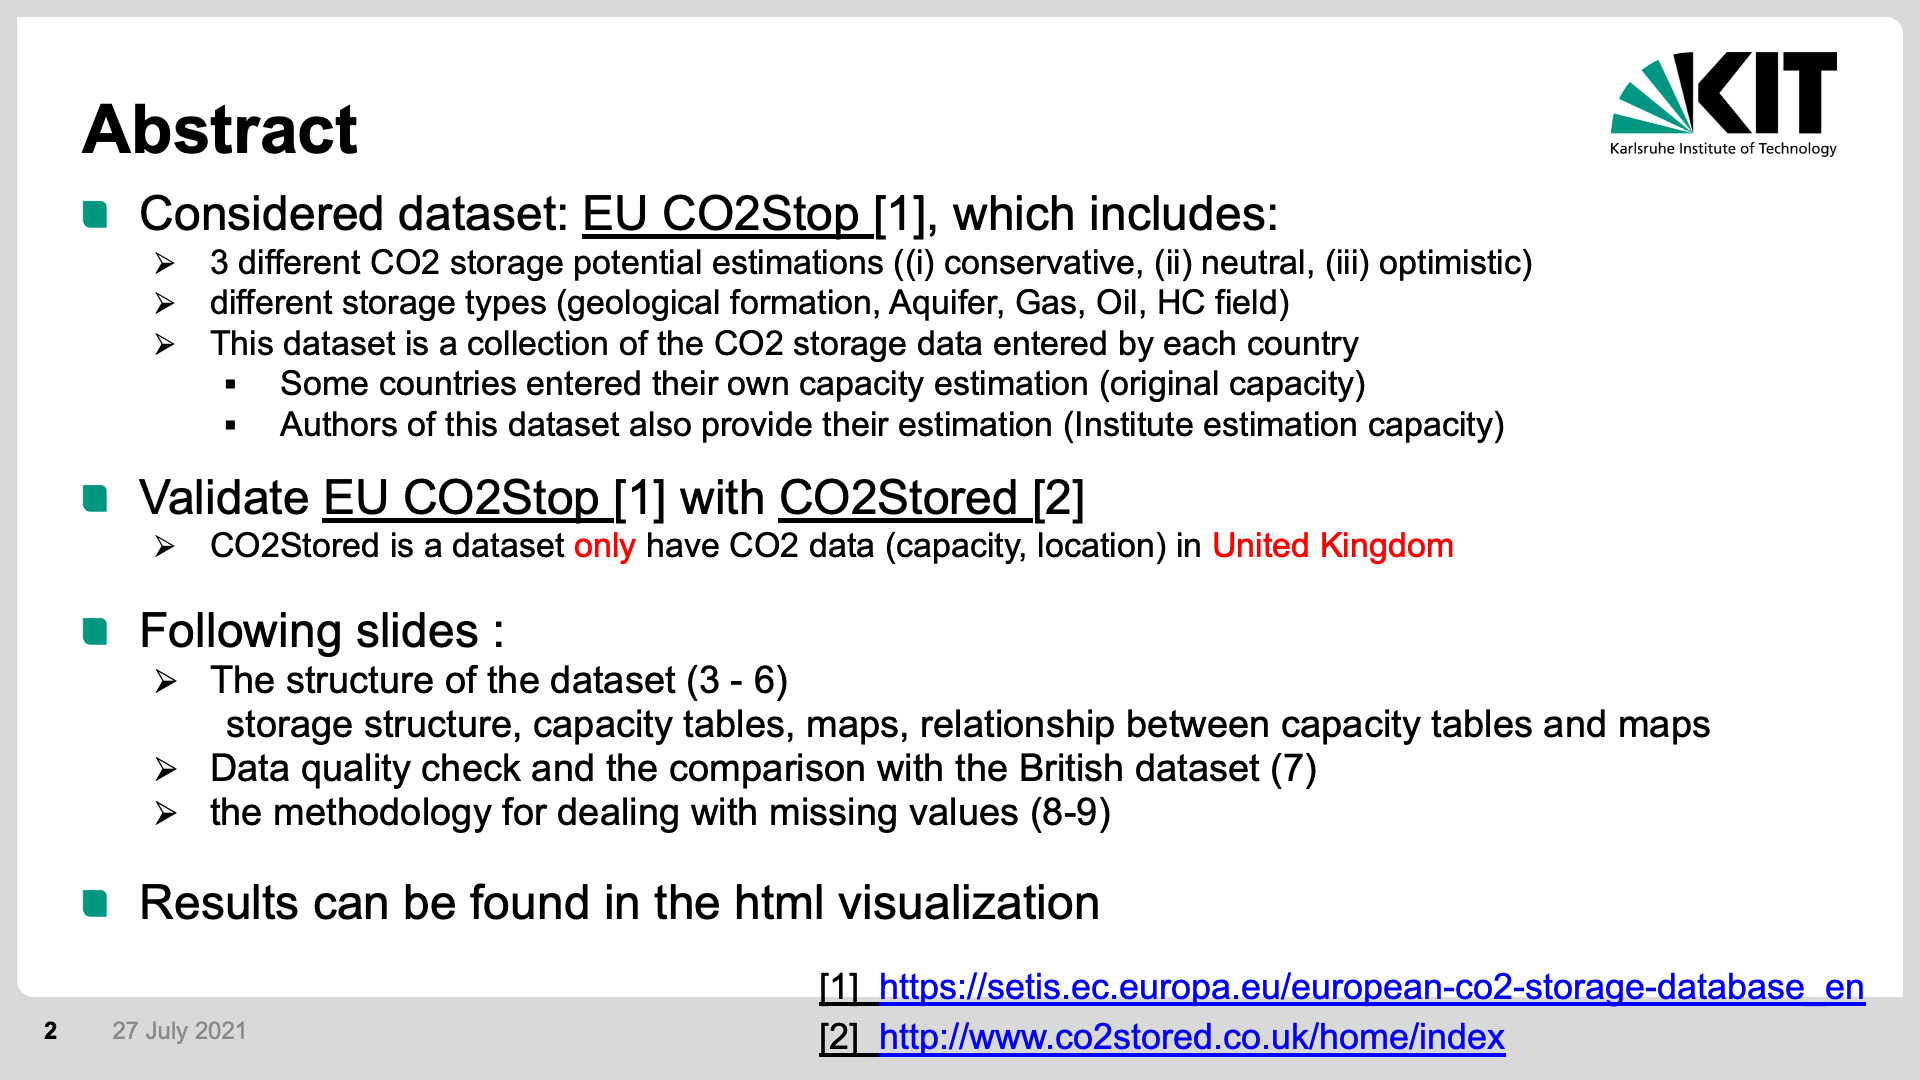 KIT
Karlsruhe Institute of Technology
Abstract
Considered dataset: EU CO2Stop [1], which includes:
3 different CO2 storage potential estimations ((i) conservative, (ii) neutral, (iii) optimistic)
different storage types (geological formation, Aquifer, Gas, Oil, HC field)
This dataset is a collection of the CO2 storage data entered by each country
Some countries entered their own capacity estimation (original capacity)
Authors of this dataset also provide their estimation (Institute estimation capacity)
Validate EU CO2Stop [1] with CO2Stored [2]
CO2Stored is a dataset only have CO2 data (capacity, location) in United Kingdom
Following slides :
The structure of the dataset (3 - 6)
storage structure, capacity tables, maps, relationship between capacity tables and maps
Data quality check and the comparison with the British dataset (7)
the methodology for dealing with missing values (8-9)
Results can be found in the html visualization
[1] https://setis.ec.europa.eu/european-co2-storage-database_en
[2] http://www.co2stored.co.uk/home/index
2 27 July 2021